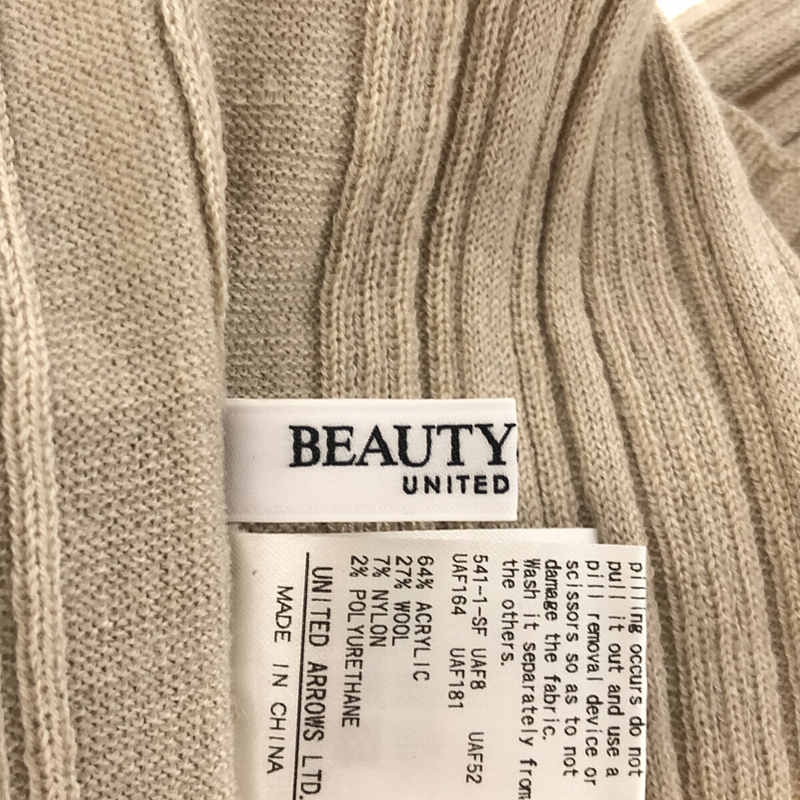 BEAUTY
UNITED
pilling occurs do not
pull it out and use a
pill removal device or
scissors so as to not
damage the fabric.
Wash it separately from
the others.
541-1-SF UAF8 UAF52
UAF164 UAF181
64% ACRYLIC
27% WOOL
7% NYLON
2% POLYURETHANE
UNITED ARROWS LTD.
MADE IN CHINA